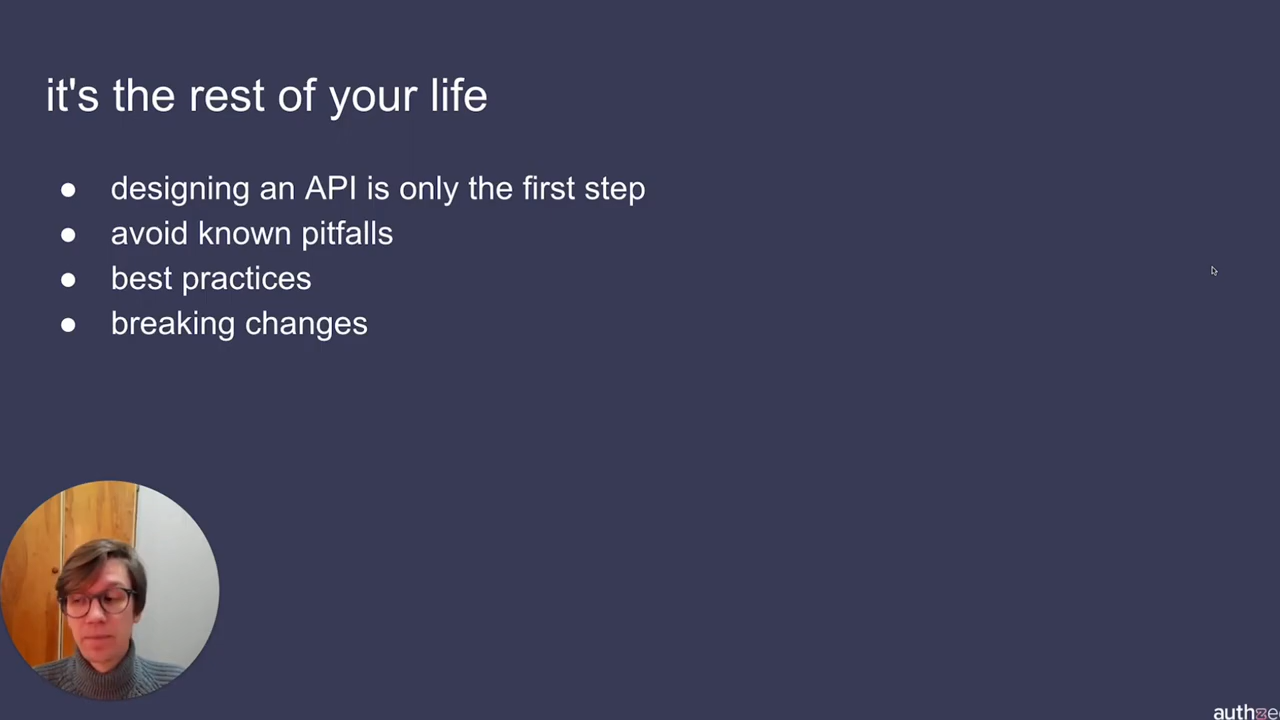 it's the rest of your life
● designing an API is only the first step
● avoid known pitfalls
● best practices
● breaking changes
authze